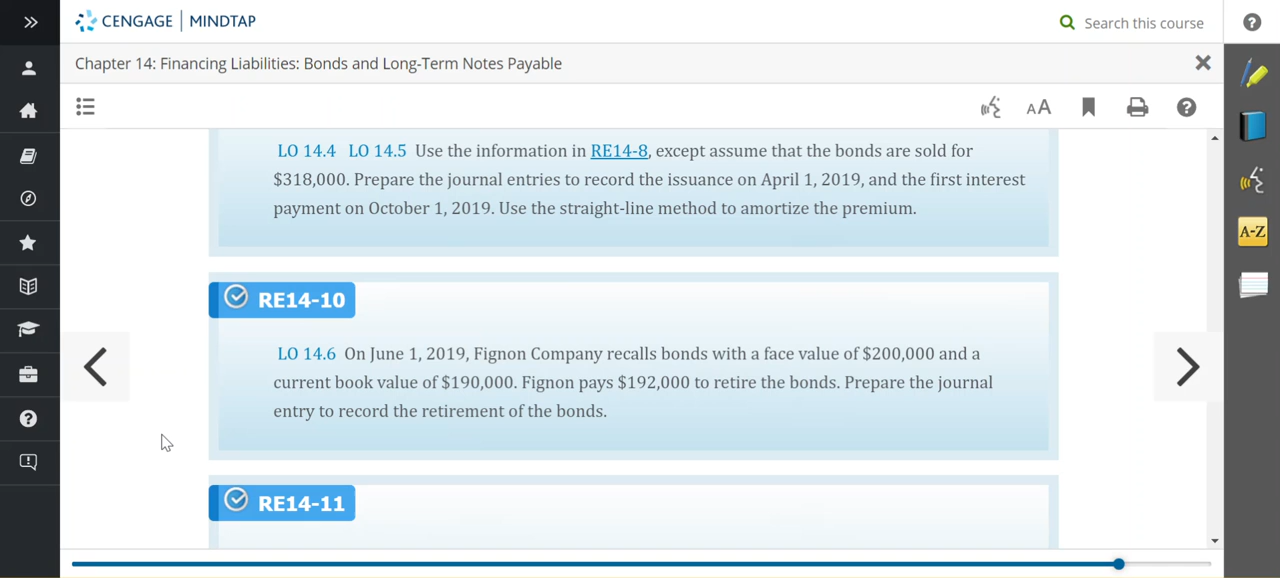 CENGAGE | MINDTAP
Search this course
Chapter 14: Financing Liabilities: Bonds and Long-Term Notes Payable
AA
LO 14.4 LO 14.5 Use the information in RE14-8, except assume that the bonds are sold for
$318,000. Prepare the journal entries to record the issuance on April 1, 2019, and the first interest
payment on October 1, 2019. Use the straight-line method to amortize the premium.
RE14-10
LO 14.6 On June 1, 2019, Fignon Company recalls bonds with a face value of $200,000 and a
current book value of $190,000. Fignon pays $192,000 to retire the bonds. Prepare the journal
entry to record the retirement of the bonds.
RE14-11
A-Z